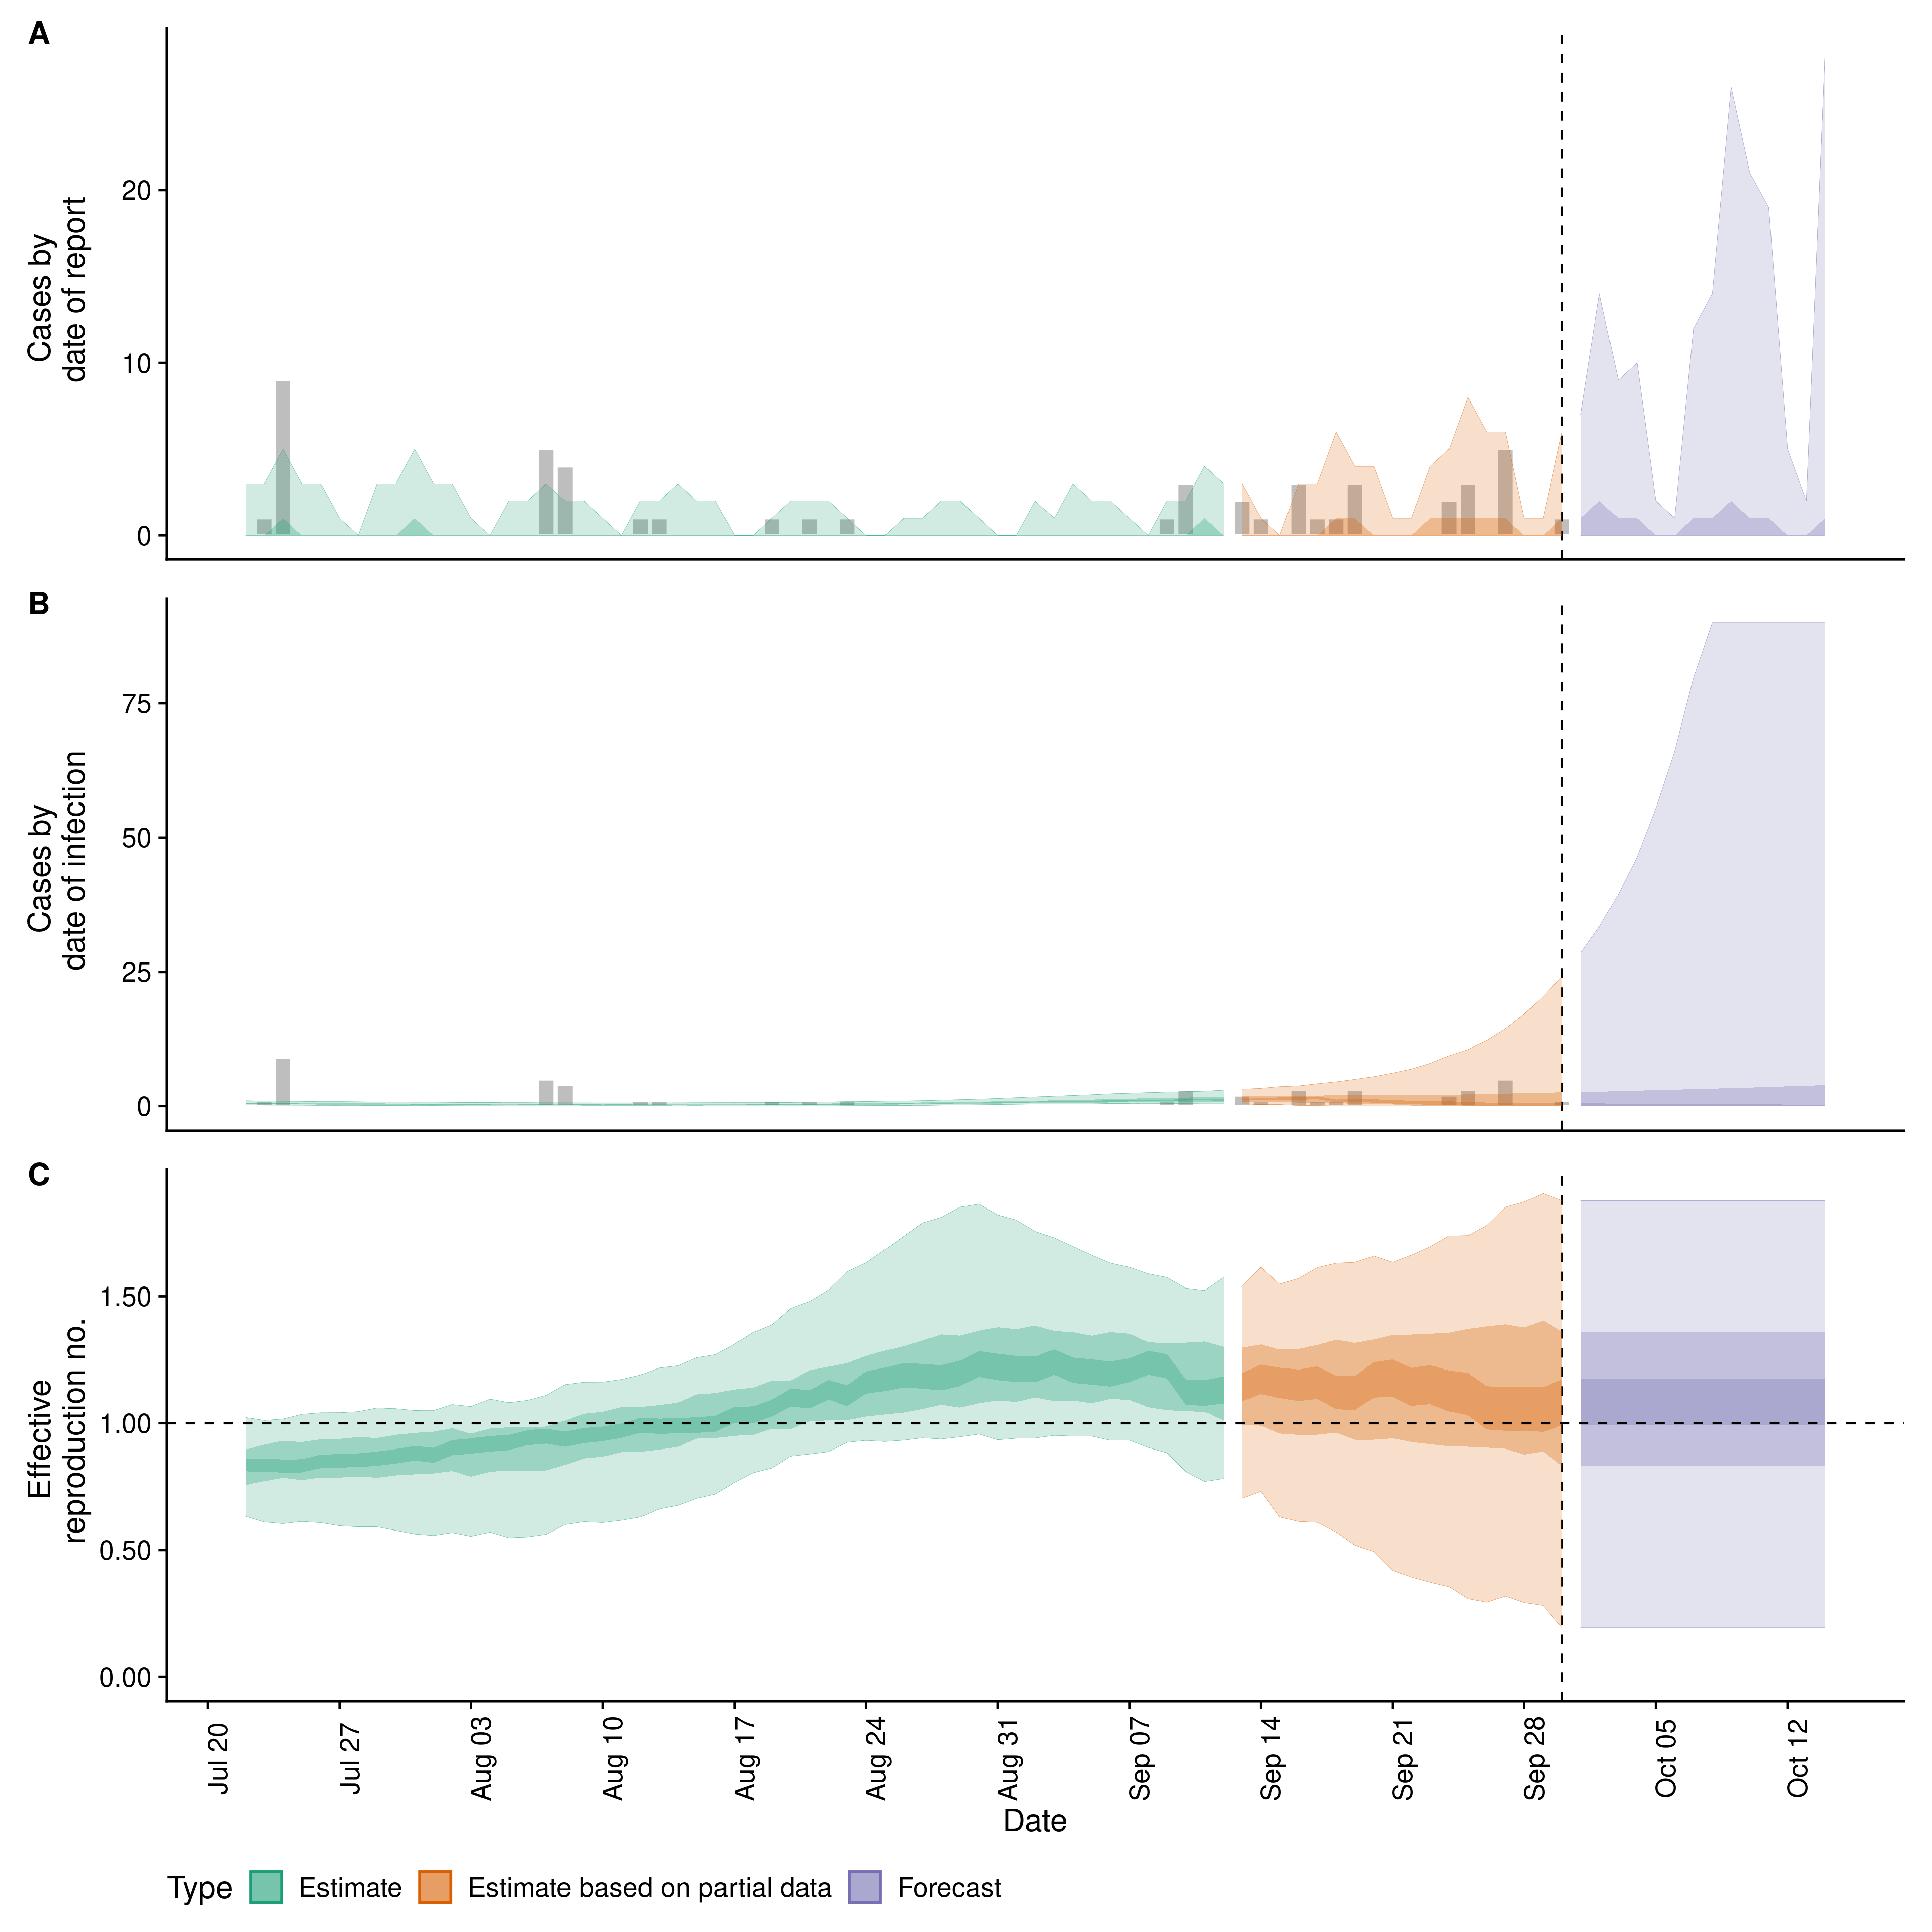 A
Cases by
date of report
20
10
0
B
Cases by
date of infection
75
50
25
0
C
Effective
reproduction no.
1.50
1.00
0.50
0.00
Jul 20
Jul 27
Aug 03
Aug 10
Aug 17
Aug 24
Aug 31
Sep 07
Sep 14
Sep 21
Sep 28
Oct 05
Oct 12
Date
Type Estimate Estimate based on partial data Forecast